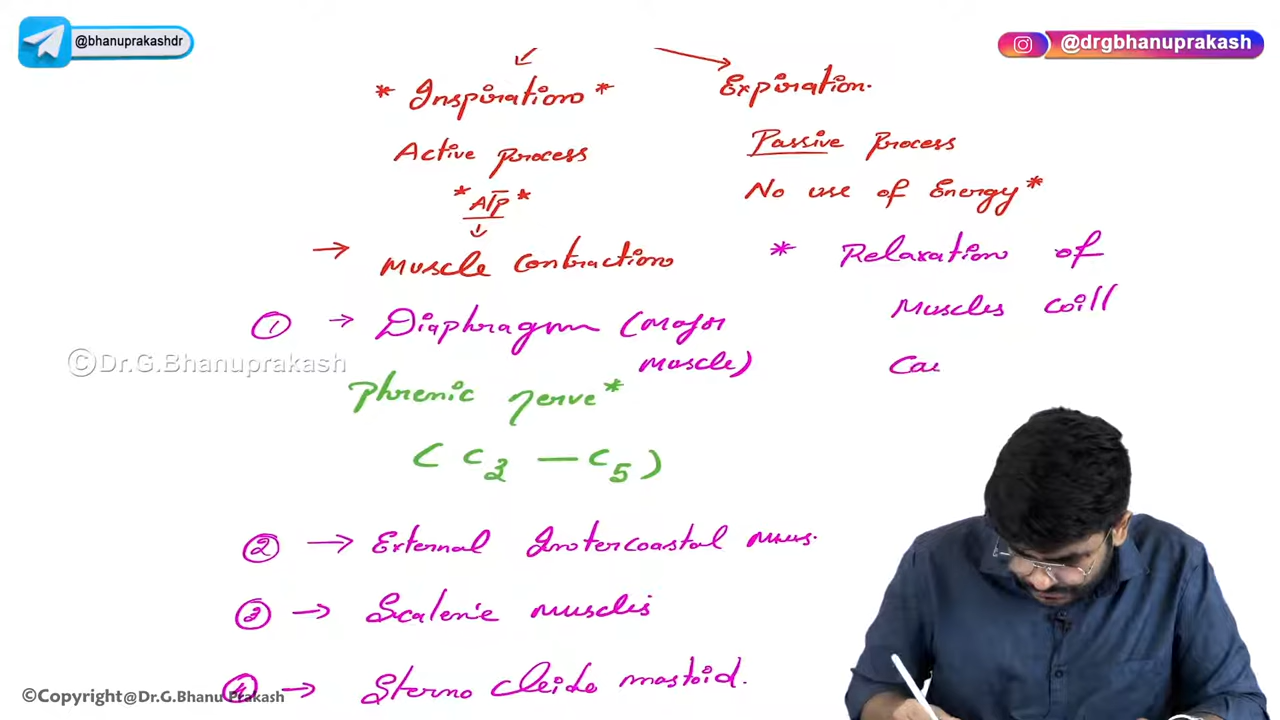 @bhanuprakashdr
@drgbhanuprakash
* Inspiration *
Active process
* ATP *
→ Muscle contraction
① → Diaphragm (major
muscle)
Phrenic nerve *
(C3 – C5)
② → External Intercoastal mus.
③ → Scalene muscles
④ → Sterno cleido mastoid.
Expiration.
Passive process
No use of Energy *
* Relaxation of
Muscles will
Cau
©Dr.G.Bhanuprakash
©Copyright@Dr.G.Bhanu Prakash